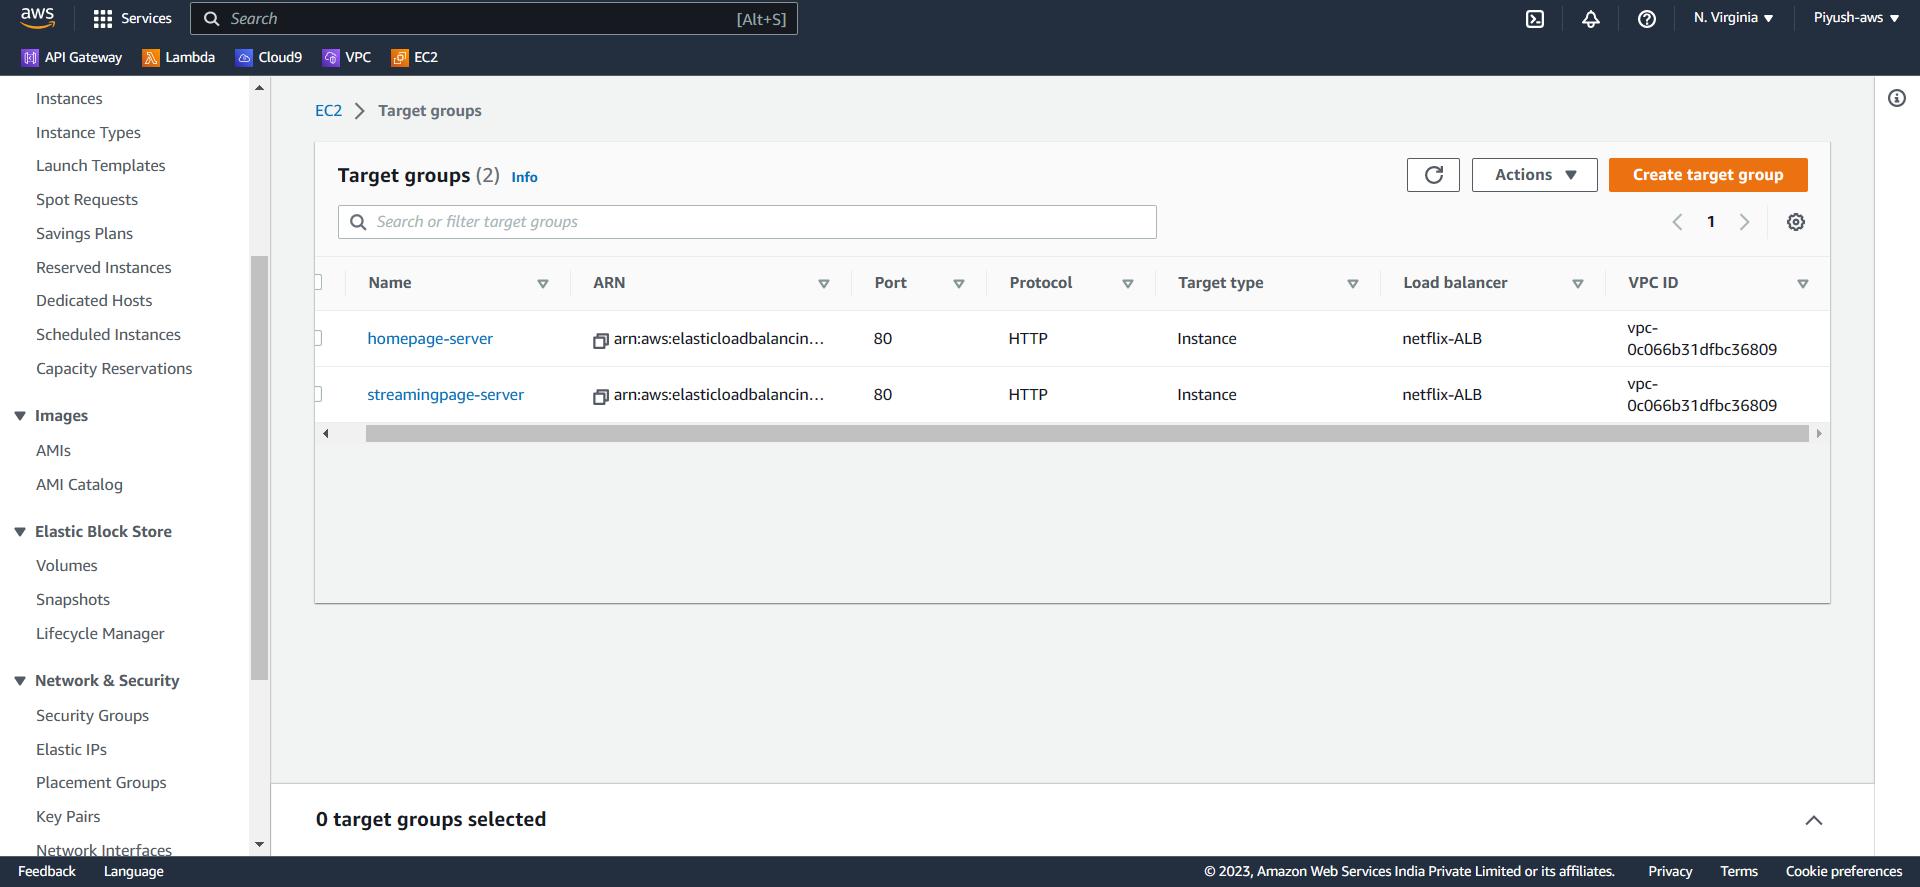 aws Services Search [Alt+S] N. Virginia Piyush-aws
API Gateway Lambda Cloud9 VPC EC2
Instances
Instance Types
Launch Templates
Spot Requests
Savings Plans
Reserved Instances
Dedicated Hosts
Scheduled Instances
Capacity Reservations
Images
AMIs
AMI Catalog
Elastic Block Store
Volumes
Snapshots
Lifecycle Manager
Network & Security
Security Groups
Elastic IPs
Placement Groups
Key Pairs
Network Interfaces
EC2 Target groups
Target groups (2) Info Actions Create target group
Search or filter target groups 1
Name ARN Port Protocol Target type Load balancer VPC ID
homepage-server arn:aws:elasticloadbalancin... 80 HTTP Instance netflix-ALB vpc-
0c066b31dfbc36809
streamingpage-server arn:aws:elasticloadbalancin... 80 HTTP Instance netflix-ALB vpc-
0c066b31dfbc36809
0 target groups selected
Feedback Language © 2023, Amazon Web Services India Private Limited or its affiliates. Privacy Terms Cookie preferences